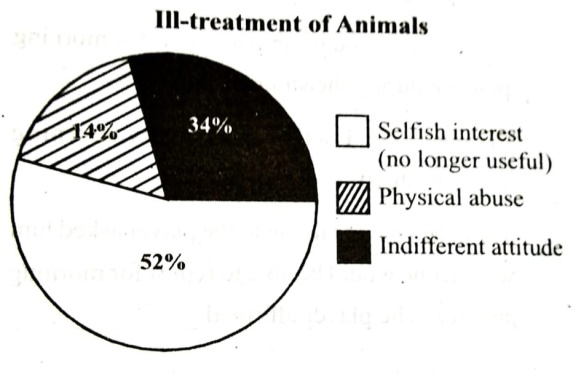 Ill-treatment of Animals
14%
34%
52%
Selfish interest
(no longer useful)
Physical abuse
Indifferent attitude